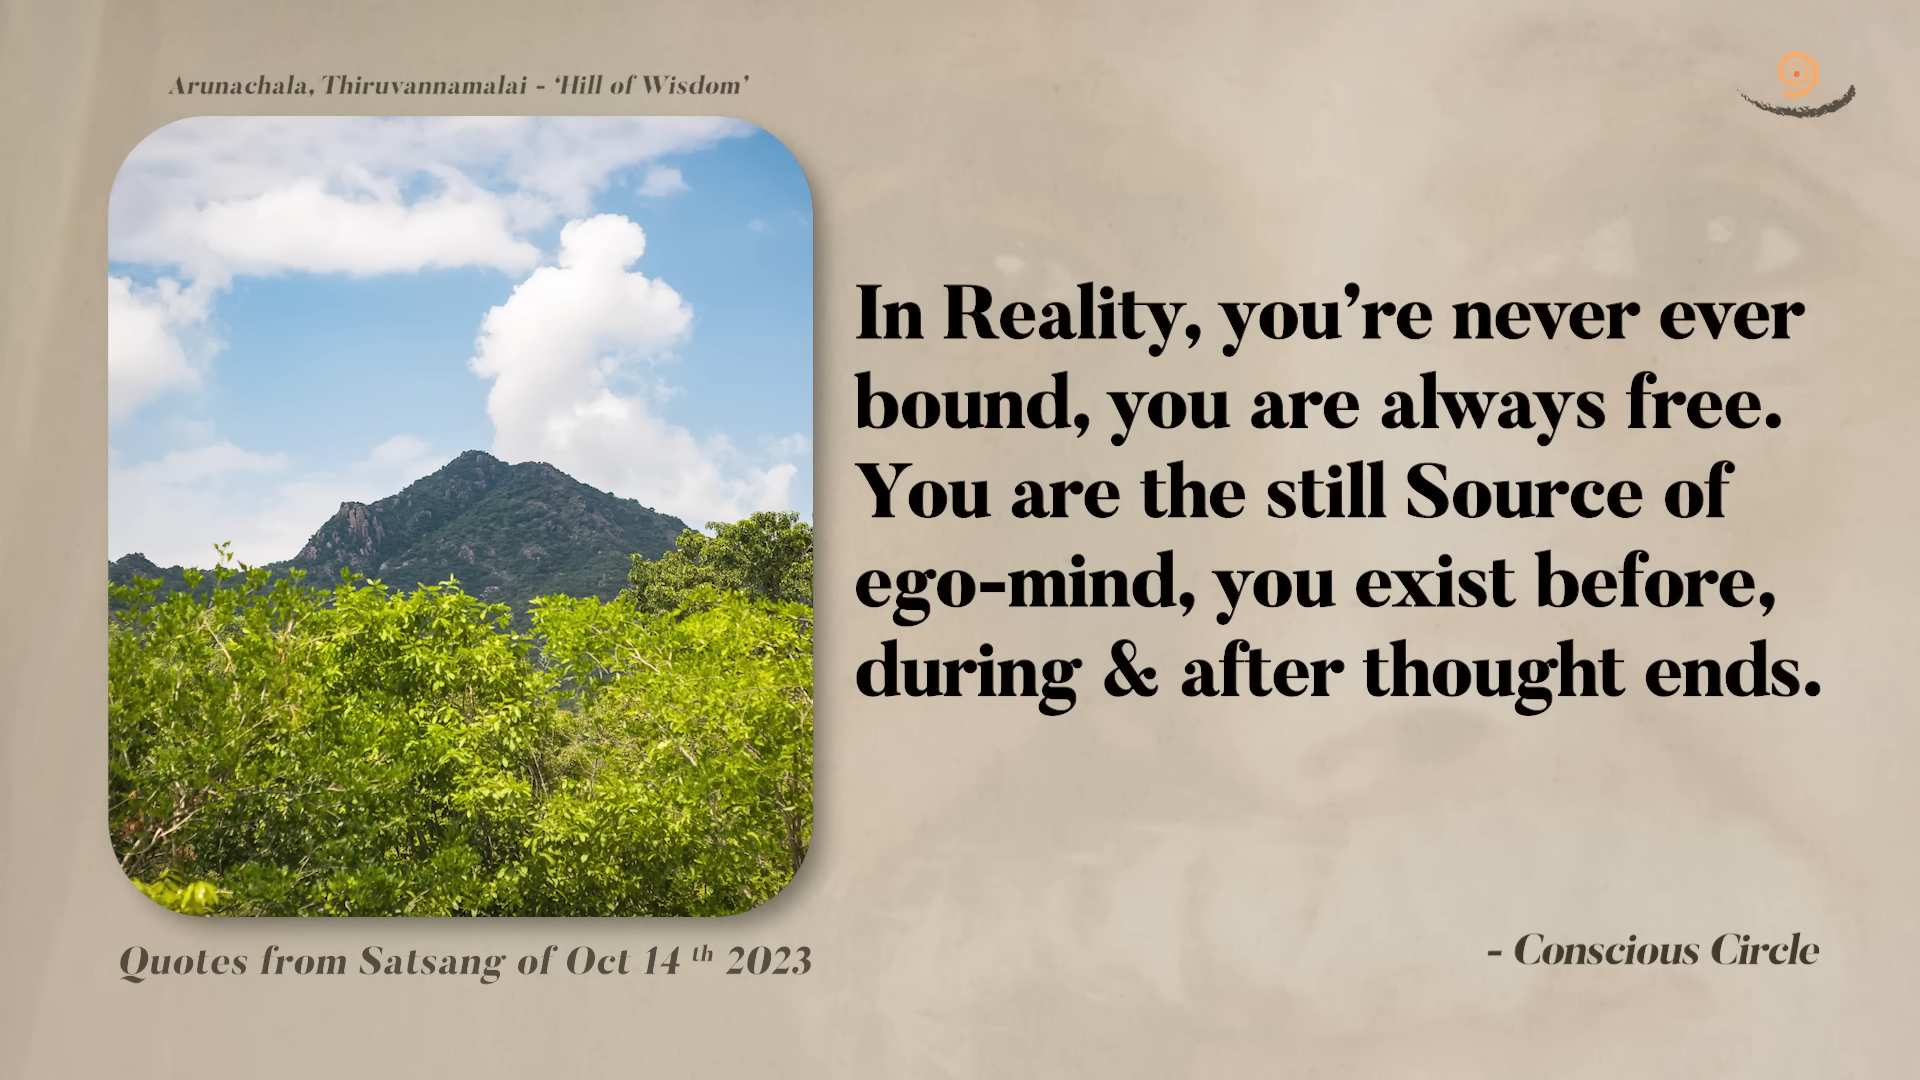 Arunachala, Thiruvannamalai - ‘Hill of Wisdom’
In Reality, you’re never ever
bound, you are always free.
You are the still Source of
ego-mind, you exist before,
during & after thought ends.
Quotes from Satsang of Oct 14 th 2023
- Conscious Circle